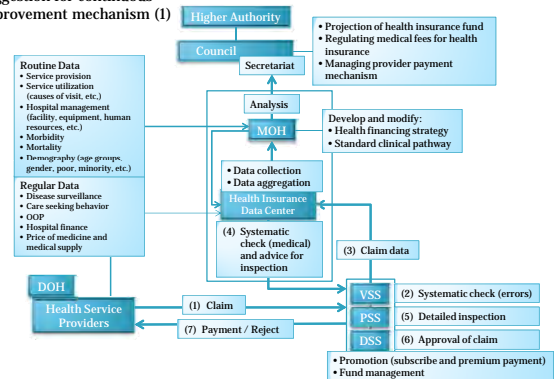 gestion for continuous
provement mechanism (1)
Higher Authority
Council
• Projection of health insurance fund
• Regulating medical fees for health
insurance
• Managing provider payment
mechanism
Secretariat
Analysis
MOH
Develop and modify:
• Health financing strategy
• Standard clinical pathway
Routine Data
• Service provision
• Service utilization
(causes of visit, etc,)
• Hospital management
(facility, equipment, human
resources, etc.)
• Morbidity
• Mortality
• Demography (age groups,
gender, poor, minority, etc.)
Regular Data
• Disease surveillance
• Care seeking behavior
• OOP
• Hospital finance
• Price of medicine and
medical supply
• Data collection
• Data aggregation
Health Insurance
Data Center
(4) Systematic
check (medical)
and advice for
inspection
(3) Claim data
DOH
Health Service
Providers
(1) Claim
(7) Payment / Reject
VSS
(2) Systematic check (errors)
PSS
(5) Detailed inspection
DSS
(6) Approval of claim
• Promotion (subscribe and premium payment)
• Fund management